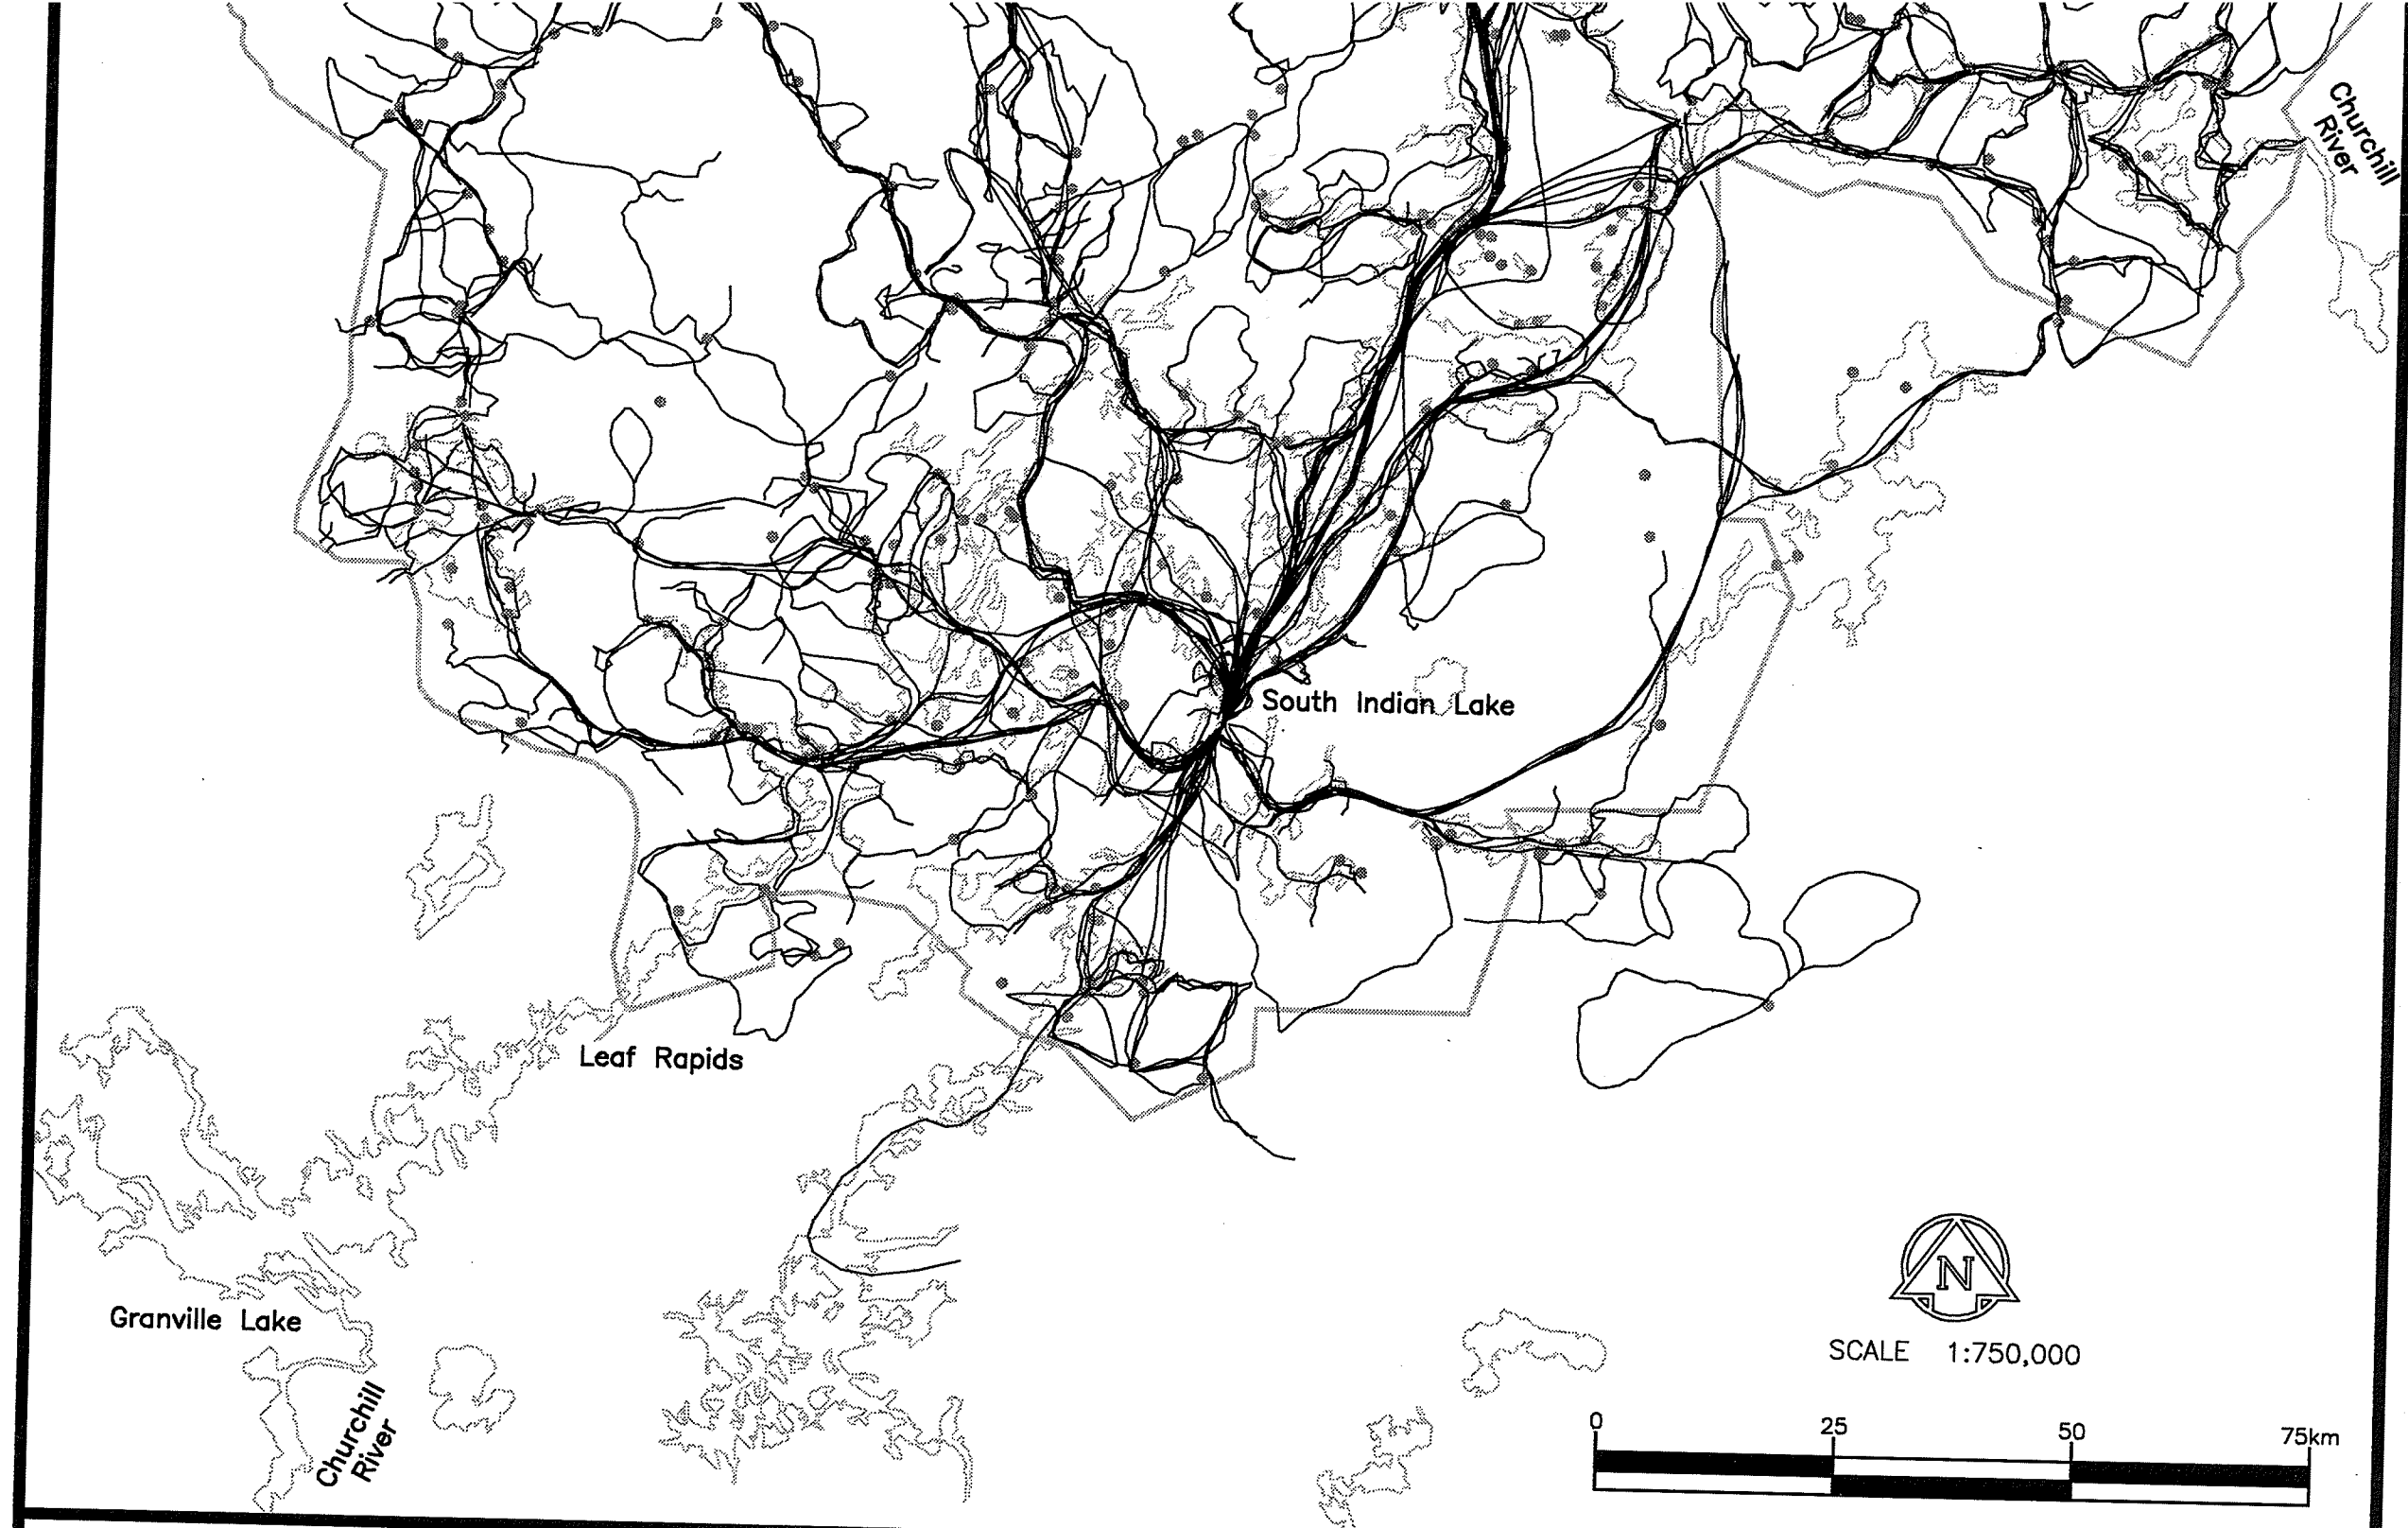 Churchill
River
South Indian Lake
Leaf Rapids
N
Granville Lake
SCALE 1:750,000
Churchill
River
0 25 50 75km